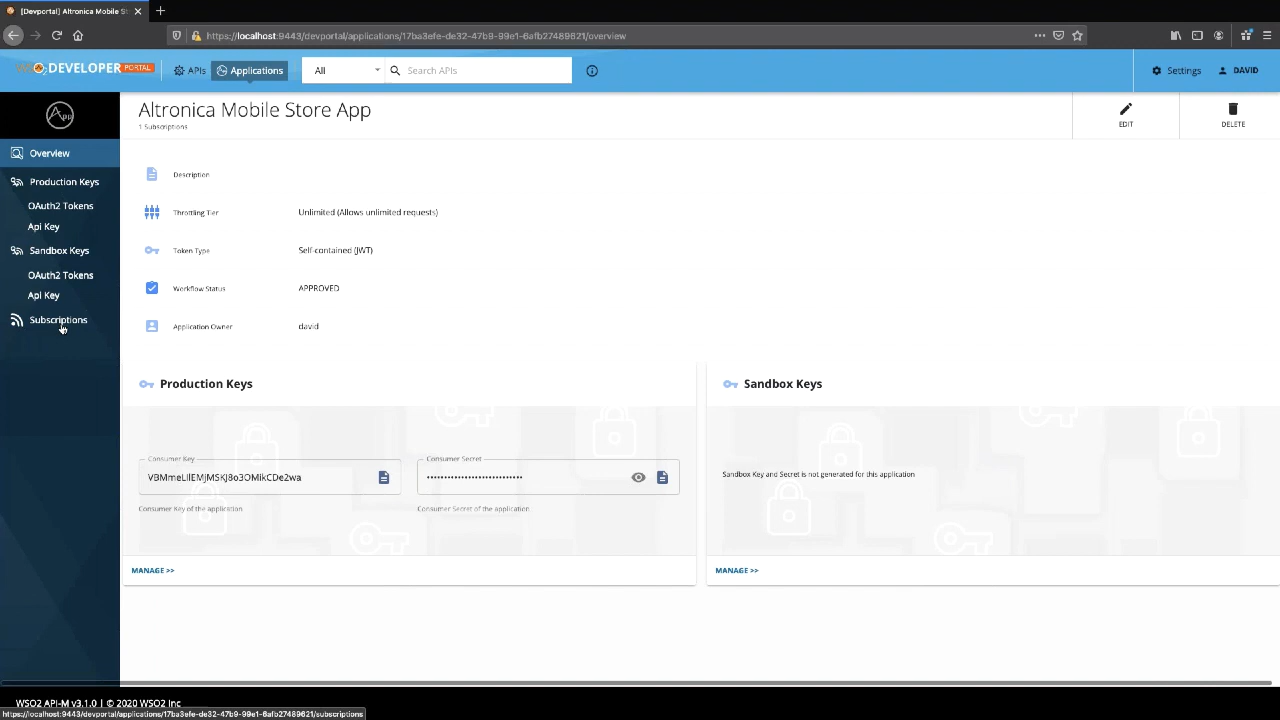 [Devportal] Altronica Mobile St
https://localhost:9443/devportal/applications/17ba3efe-de32-47b9-99e1-6afb27489621/overview
DEVELOPER PORTAL
APIs
Applications
All
Search APIs
Settings
DAVID
App
Altronica Mobile Store App
1 Subscriptions
EDIT
DELETE
Overview
Production Keys
OAuth2 Tokens
Api Key
Sandbox Keys
OAuth2 Tokens
Api Key
Subscriptions
Description
Throttling Tier
Unlimited (Allows unlimited requests)
Token Type
Self-contained (JWT)
Workflow Status
APPROVED
Application Owner
david
Production Keys
Consumer Key
Consumer Secret
•••••••••••••••••••••••••••
Consumer Key of the application
Consumer Secret of the application
MANAGE >>
Sandbox Keys
Sandbox Key and Secret is not generated for this application
MANAGE >>
WSO2 API-M v3.1.0 | © 2020 WSO2 Inc
https://localhost:9443/devportal/applications/17ba3efe-de32-47b9-99e1-6afb27489621/subscriptions